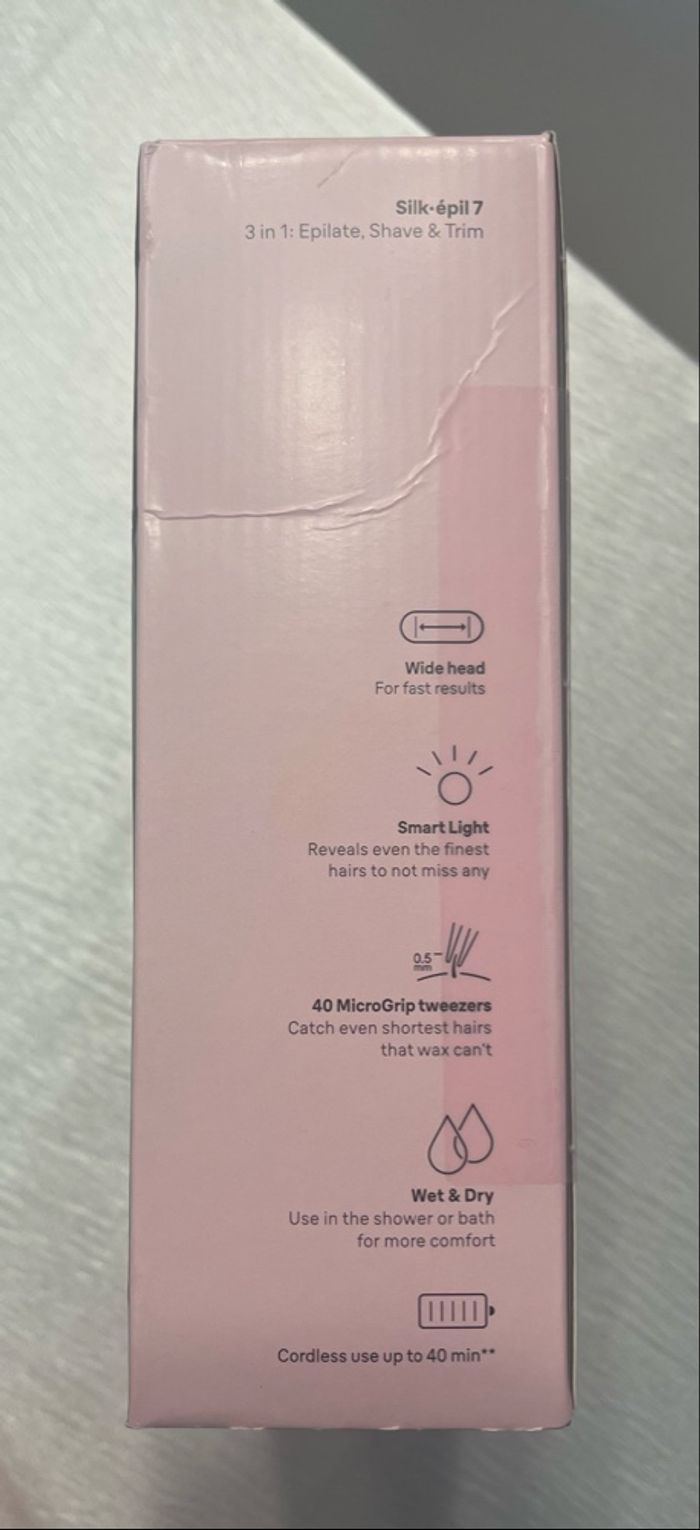 Silk·épil 7
3 in 1: Epilate, Shave & Trim
Wide head
For fast results
Smart Light
Reveals even the finest
hairs to not miss any
0.5
mm
40 MicroGrip tweezers
Catch even shortest hairs
that wax can't
Wet & Dry
Use in the shower or bath
for more comfort
Cordless use up to 40 min**